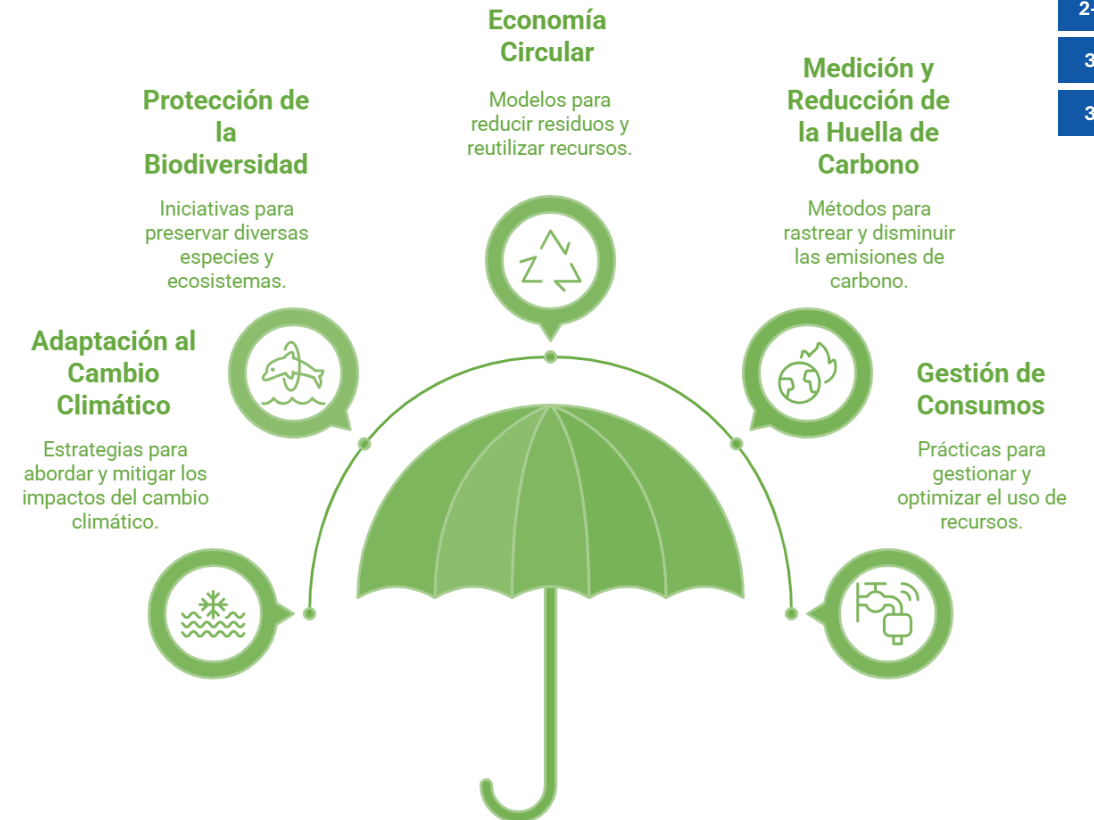 Economía
Circular
Modelos para
reducir residuos y
reutilizar recursos.
Protección de
la
Biodiversidad
Iniciativas para
preservar diversas
especies y
ecosistemas.
Medición y
Reducción de
la Huella de
Carbono
Métodos para
rastrear y disminuir
las emisiones de
carbono.
Adaptación al
Cambio
Climático
Estrategias para
abordar y mitigar los
impactos del cambio
climático.
Gestión de
Consumos
Prácticas para
gestionar y
optimizar el uso de
recursos.
2-
3
3